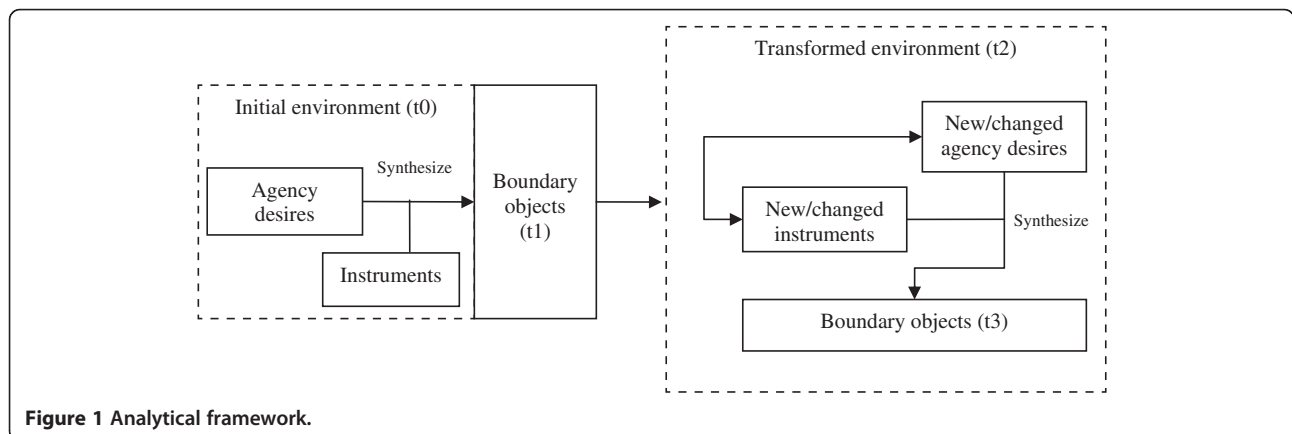 Initial environment (t0)
Agency
desires
Synthesize
Instruments
Boundary
objects
(t1)
Transformed environment (t2)
New/changed
agency desires
New/changed
instruments
Synthesize
Boundary objects (t3)
Figure 1 Analytical framework.